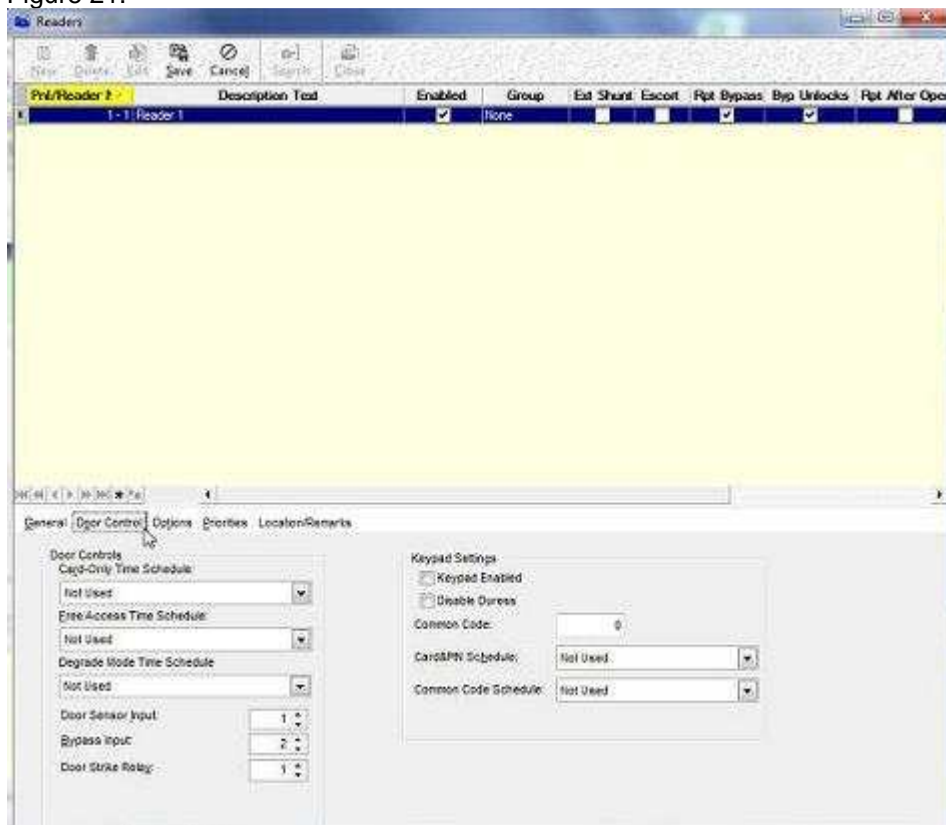 Figure 21.
Readers
New Delete Edit Save Cancel Search Close
Pnl/Reader Description Text Enabled Group Ext Shunt Escort Rpt Bypass Byp Unlocks Rpt After Ope
1 - 1 Reader 1 None
General Door Control Options Priorities Location/Remarks
Door Controls
Card-Only Time Schedule
Not Used
Free Access Time Schedule:
Not Used
Degrade Mode Time Schedule
Not Used
Door Sensor Input: 1
Bypass Input: 2
Door Strike Relay: 1
Keypad Settings
Keypad Enabled
Disable Duress
Common Code: 0
Card&PIN Schedule: Not Used
Common Code Schedule: Not Used